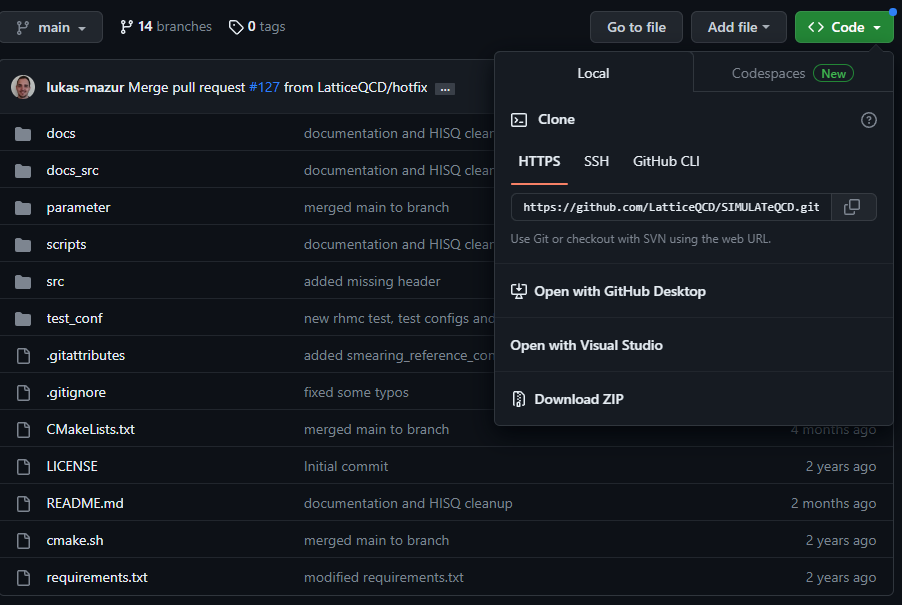 main 14 branches 0 tags Go to file Add file Code
lukas-mazur Merge pull request #127 from LatticeQCD/hotfix ...
Local Codespaces New
Clone
HTTPS SSH GitHub CLI
https://github.com/LatticeQCD/SIMULATeQCD.git
Use Git or checkout with SVN using the web URL.
Open with GitHub Desktop
Open with Visual Studio
Download ZIP
docs documentation and HISQ clear
docs_src documentation and HISQ clear
parameter merged main to branch
scripts documentation and HISQ clear
src added missing header
test_conf new rhmc test, test configs and
.gitattributes added smearing_reference_con
.gitignore fixed some typos
CMakeLists.txt merged main to branch 4 months ago
LICENSE Initial commit 2 years ago
README.md documentation and HISQ cleanup 2 months ago
cmake.sh merged main to branch 2 years ago
requirements.txt modified requirements.txt 2 years ago